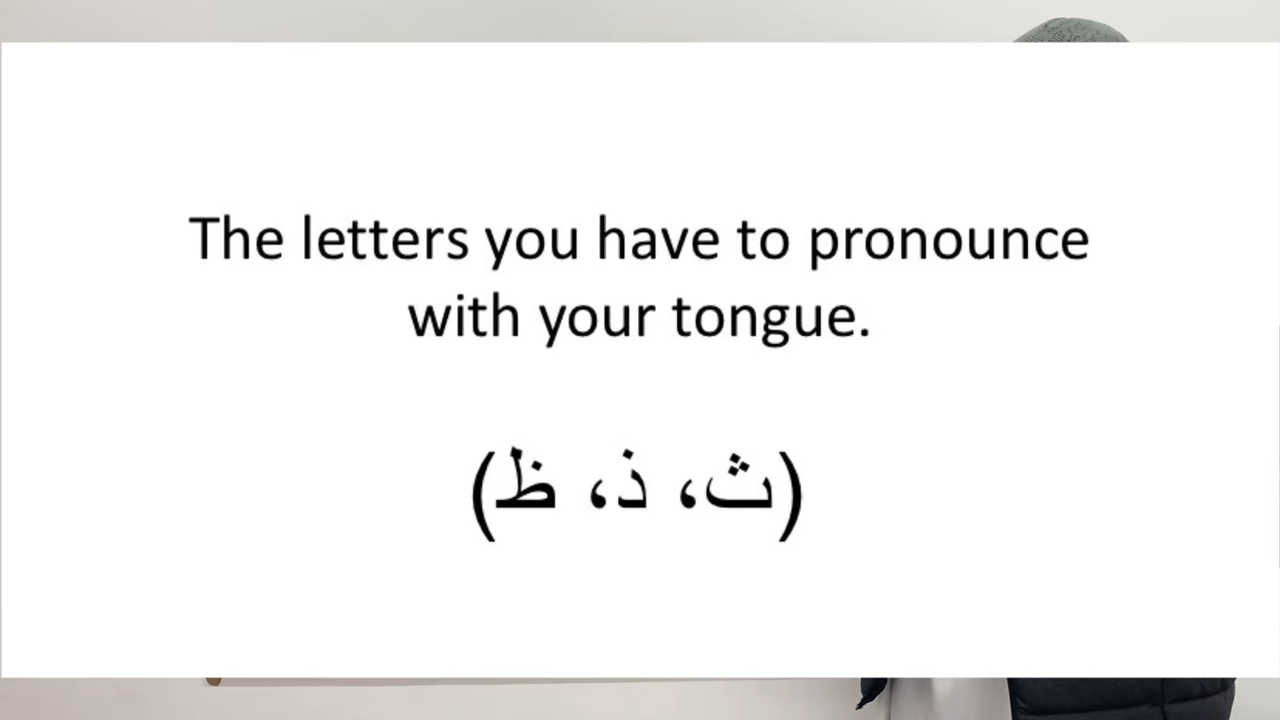 The letters you have to pronounce
with your tongue.
(ث، ذ، ظ)